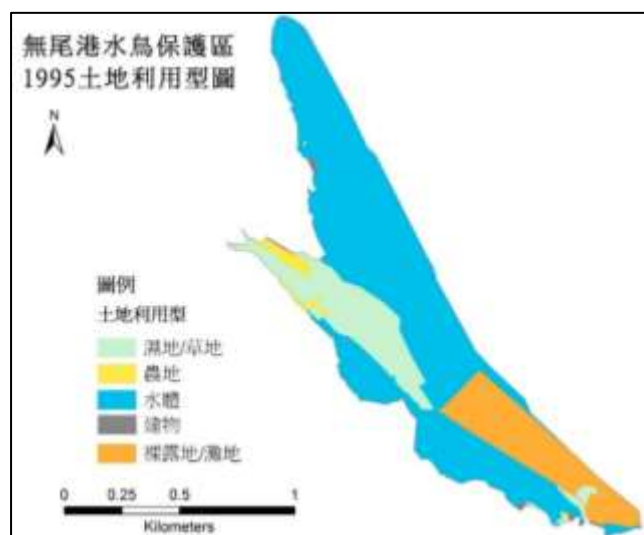 無尾港水鳥保護區
1995土地利用型圖
N
圖例
土地利用型
濕地/草地
農地
水體
建物
裸露地/灘地
0 0.25 0.5 1
Kilometers